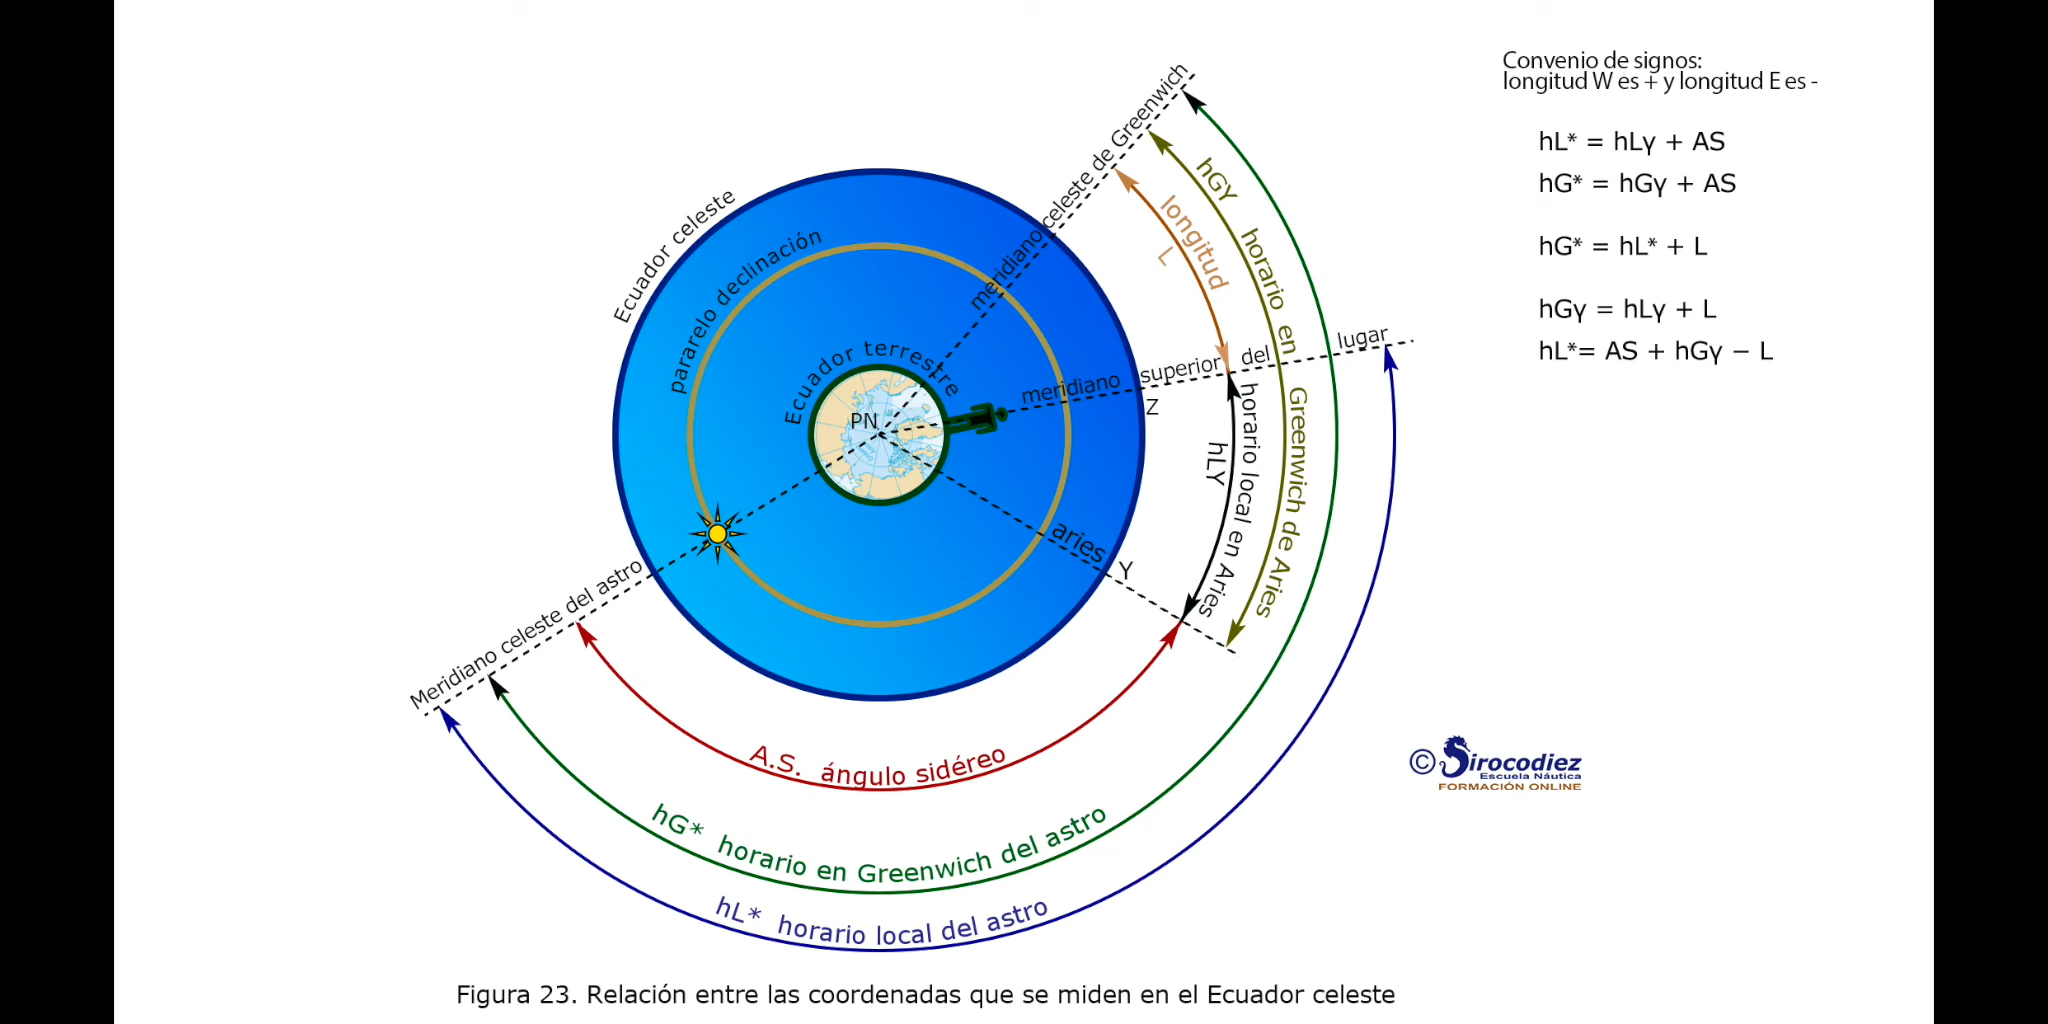 Convenio de signos:
longitud W es + y longitud E es -
hL* = hLγ + AS
hG* = hGγ + AS
hG* = hL* + L
hGγ = hLγ + L
hL*= AS + hGγ − L
meridiano celeste de Greenwich
Ecuador celeste
pararelo declinación
Ecuador terrestre
PN
meridiano superior del lugar
Z
longitud
L
hGY horario en Greenwich de Aries
horario local en Aries
hLY
aries
Y
Meridiano celeste del astro
A.S. ángulo sidéreo
hG* horario en Greenwich del astro
hL* horario local del astro
© Sirocodiez
Escuela Náutica
FORMACIÓN ONLINE
Figura 23. Relación entre las coordenadas que se miden en el Ecuador celeste